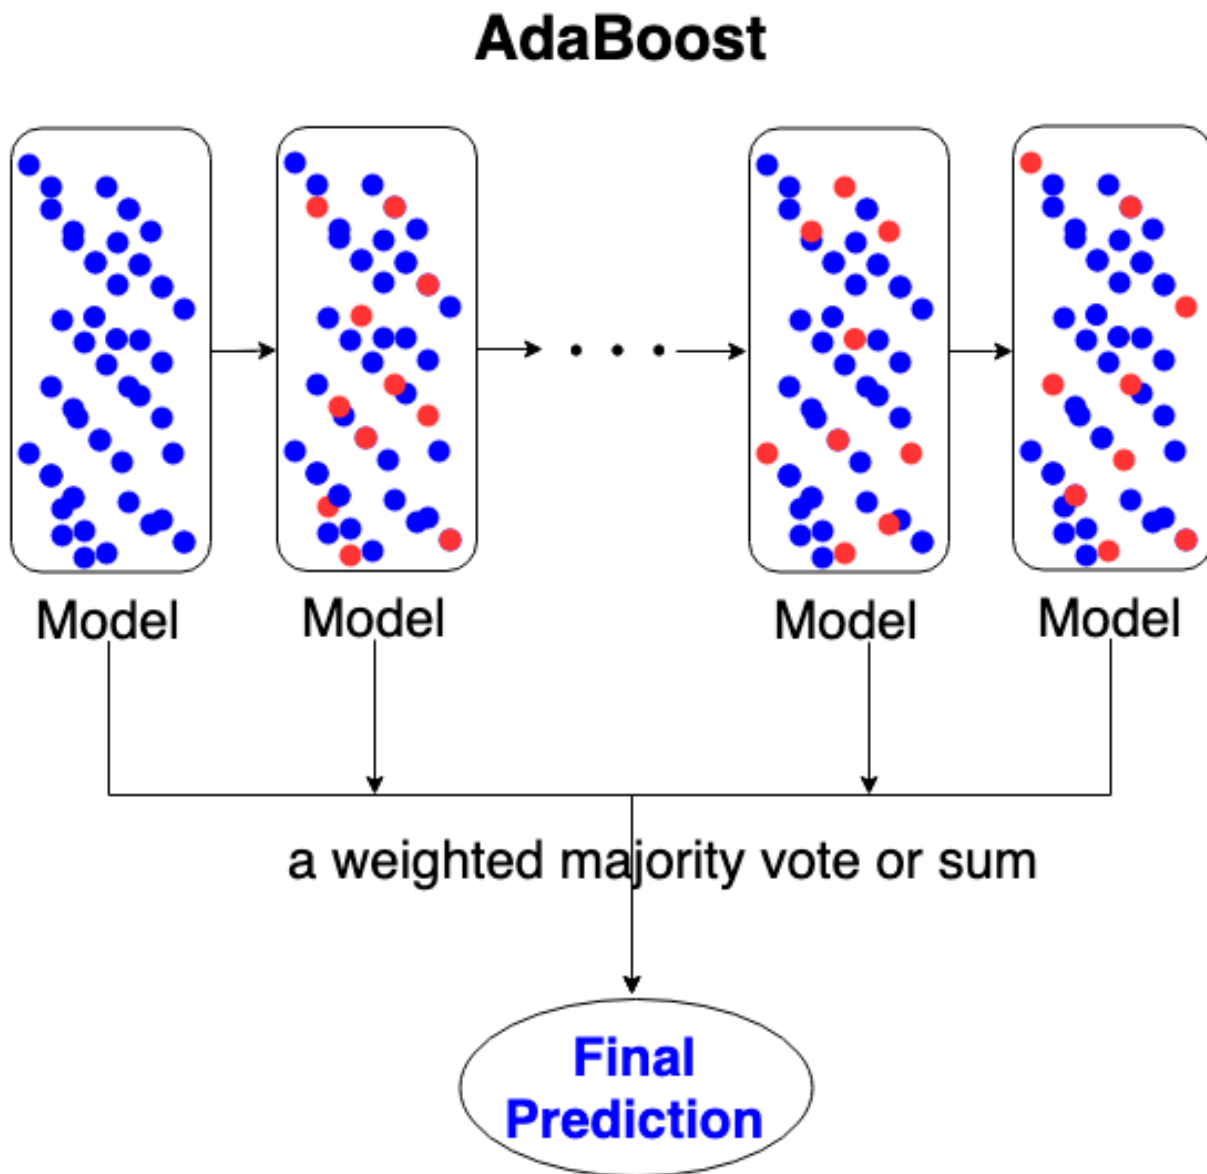 AdaBoost
Model
Model
Model
Model
a weighted majority vote or sum
Final
Prediction